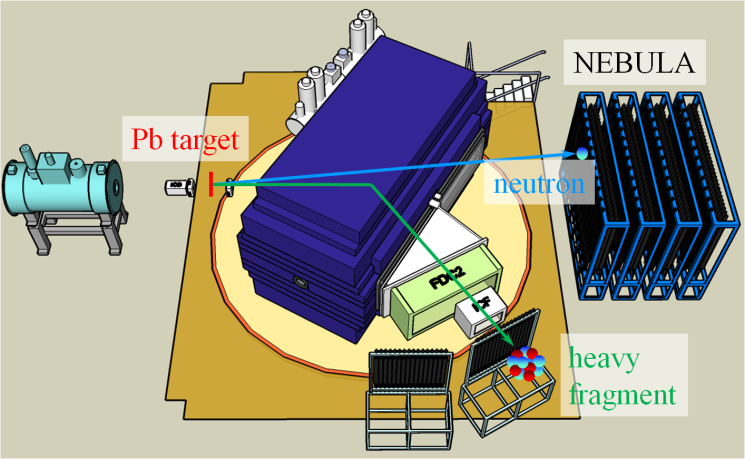 NEBULA
Pb target
neutron
FDC2
heavy
fragment